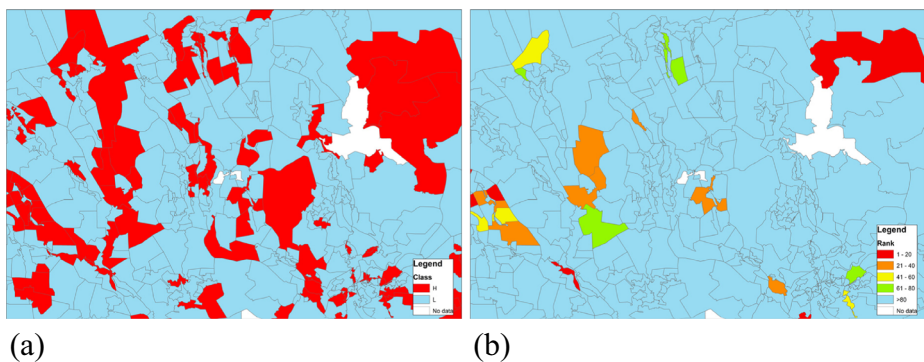 Legend
Class
H
L
No data
(a)
Legend
Rank
1 - 20
21 - 40
41 - 60
61 - 80
>80
No data
(b)